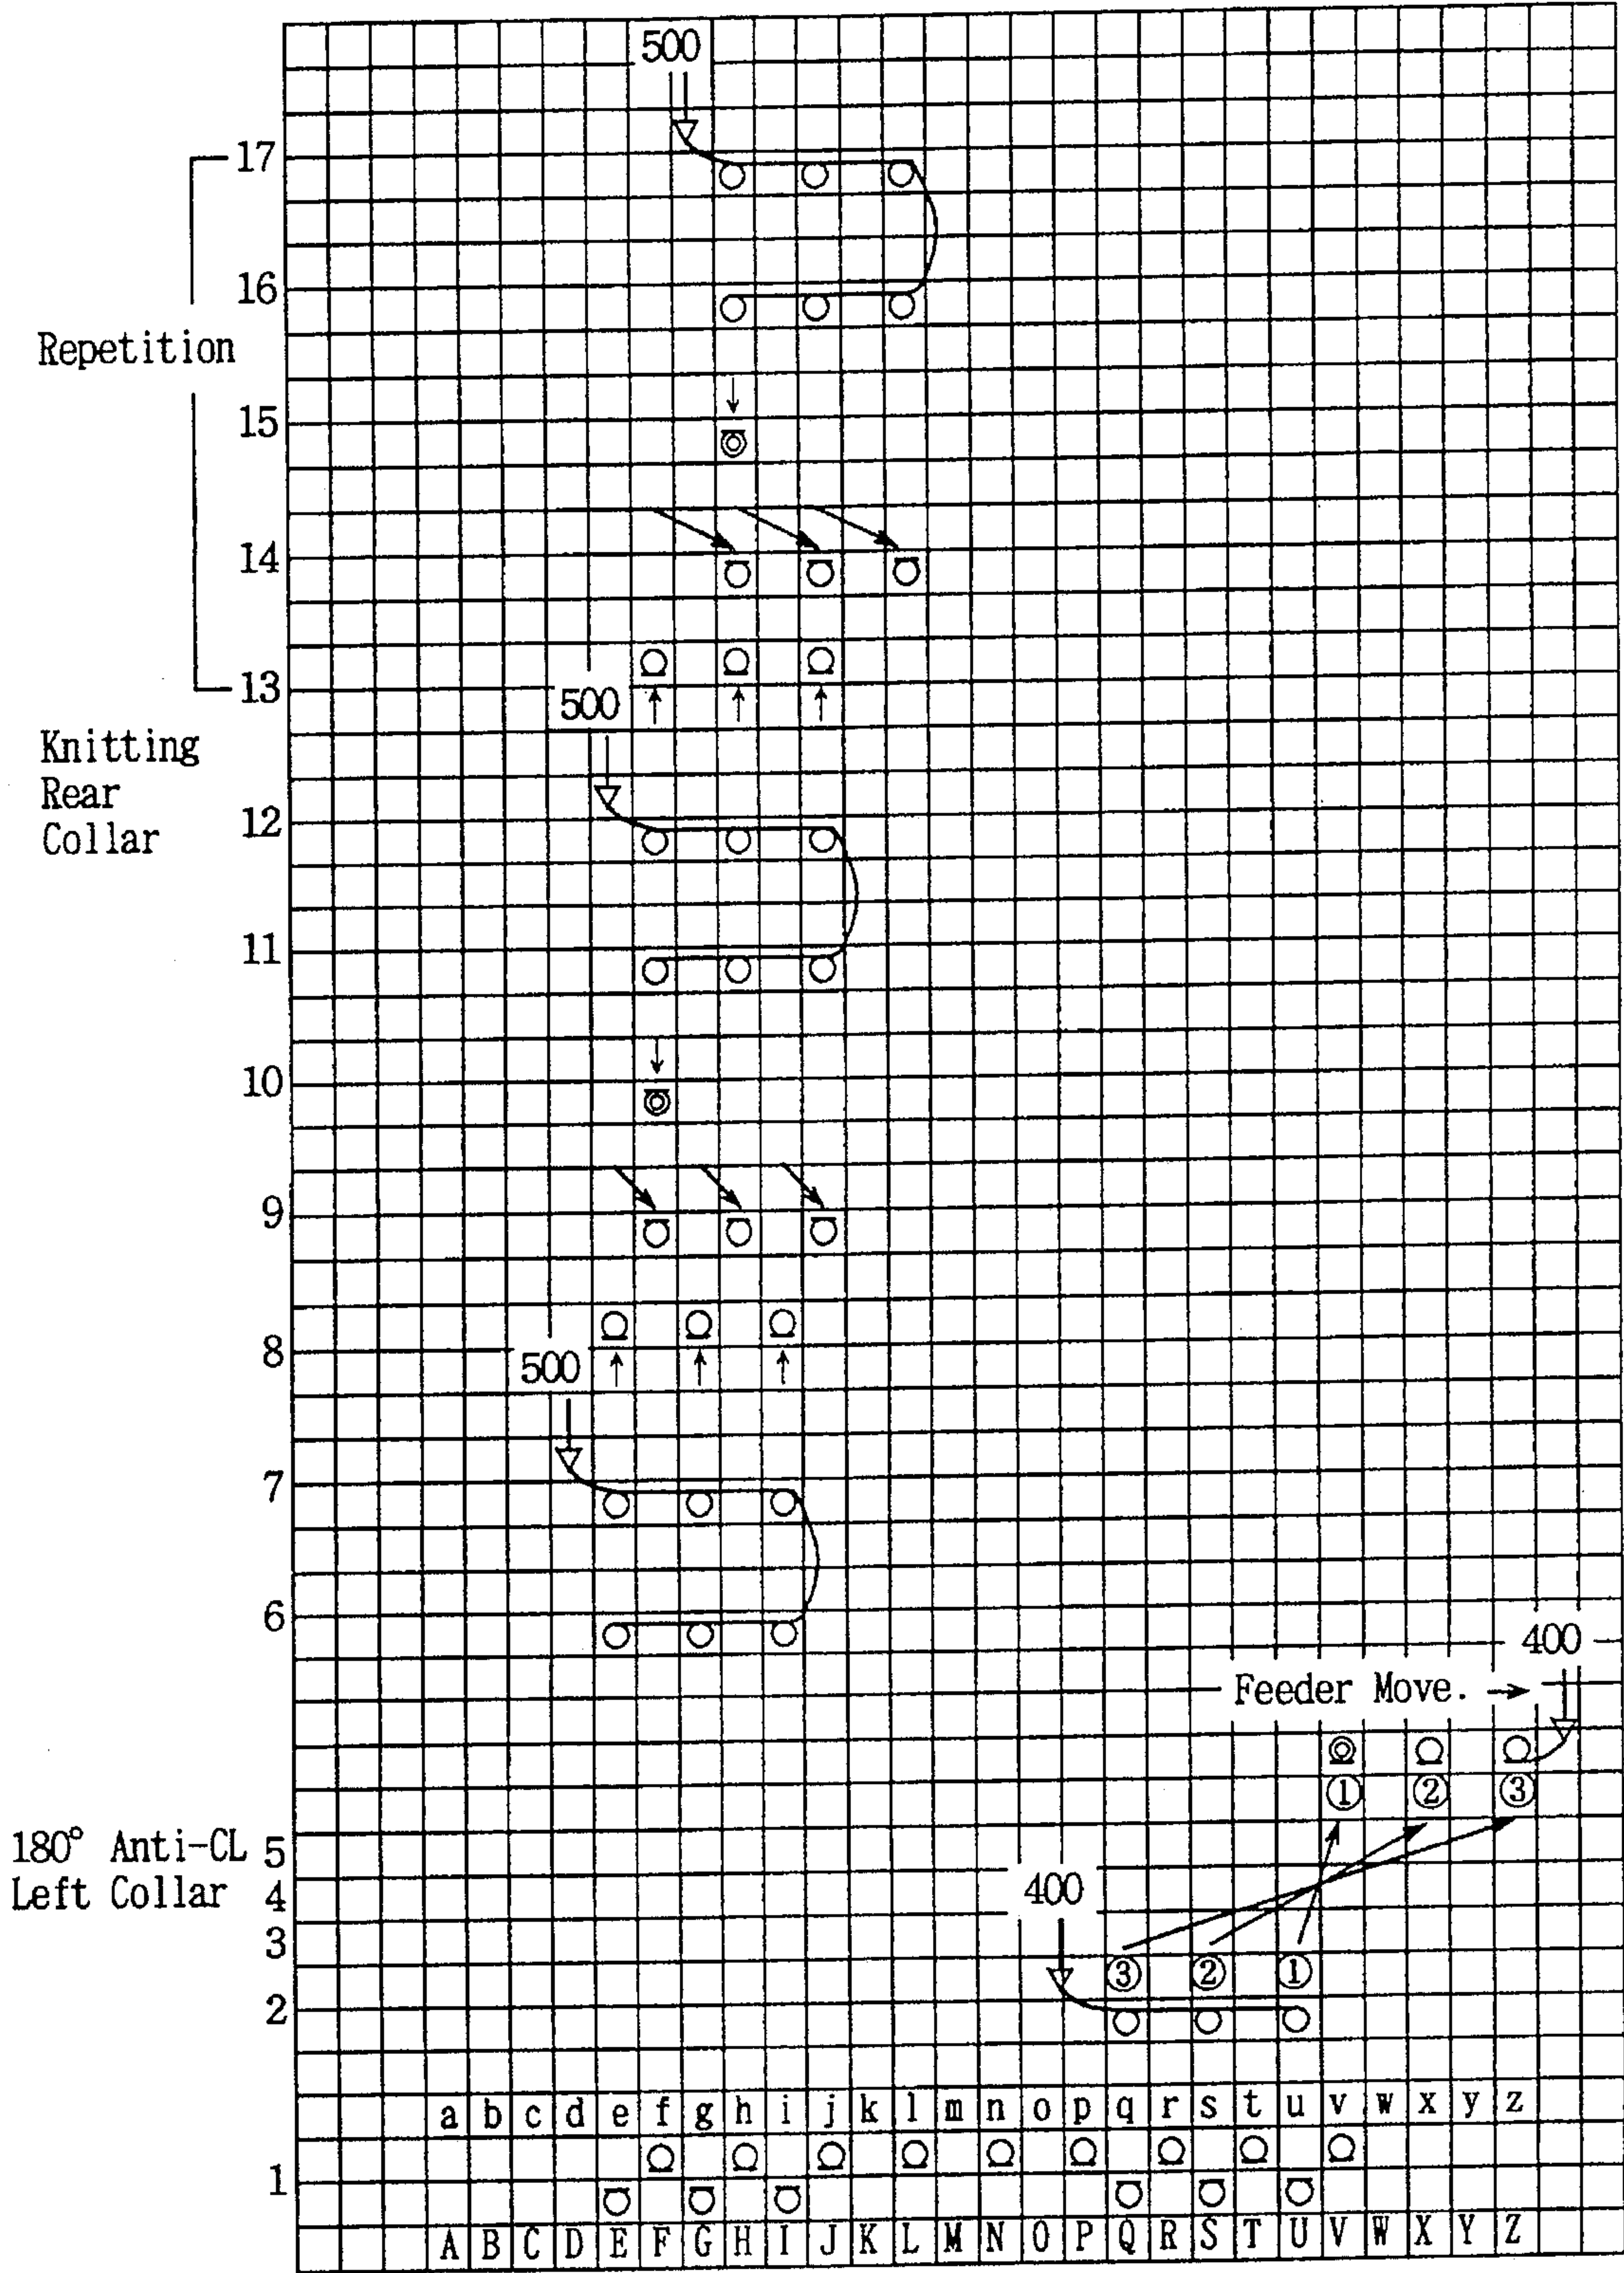 500
17
16
Repetition
15
14
13
500
Knitting
Rear
Collar
12
11
10
9
8
500
7
6
400
Feeder Move. →
① ② ③
180° Anti-CL 5
Left Collar 4
400
3
③ ② ①
2
a b c d e f g h i j k l m n o p q r s t u v w x y z
1
A B C D E F G H I J K L M N O P Q R S T U V W X Y Z